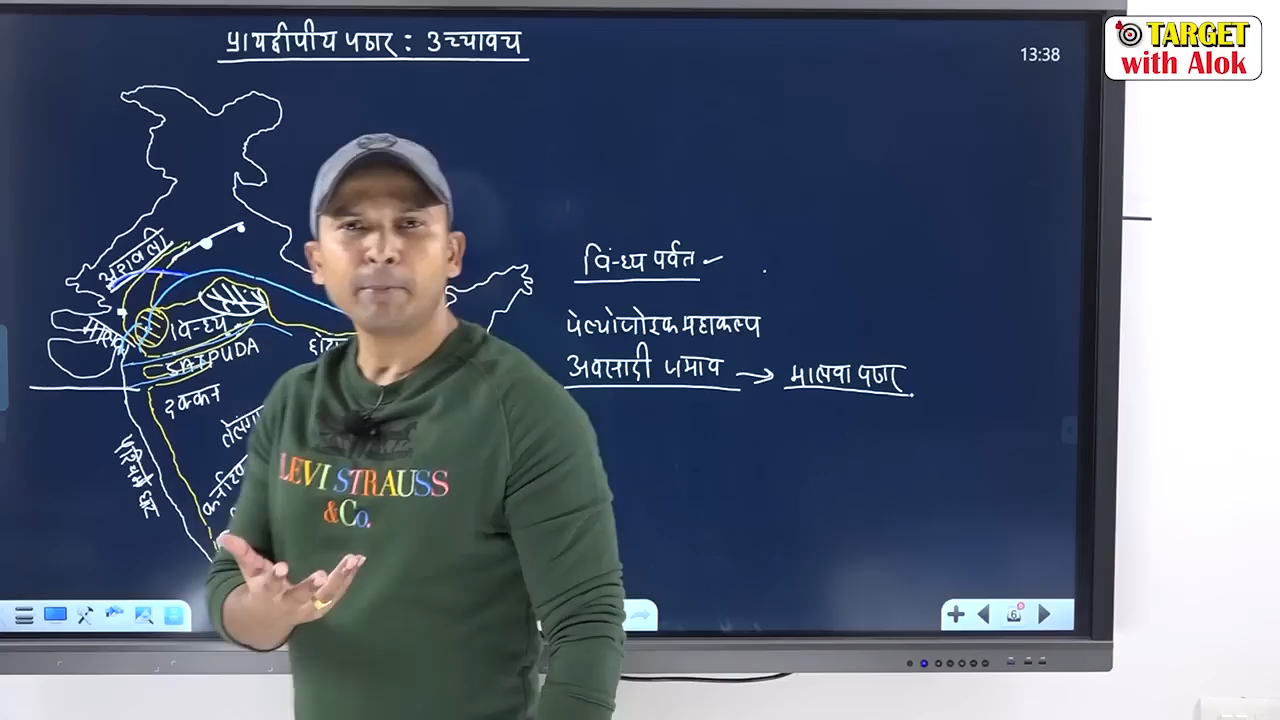 प्रायद्वीपीय पठार : उच्चावच
13:38
TARGET
with Alok
अरावली
विन्ध्य
SATPUDA
दक्कन
पश्चिमी घाट
विन्ध्य पर्वत
पेल्योजोइक महाकल्प
अवसादी जमाव → मालवा पठार
LEVI STRAUSS
& Co.